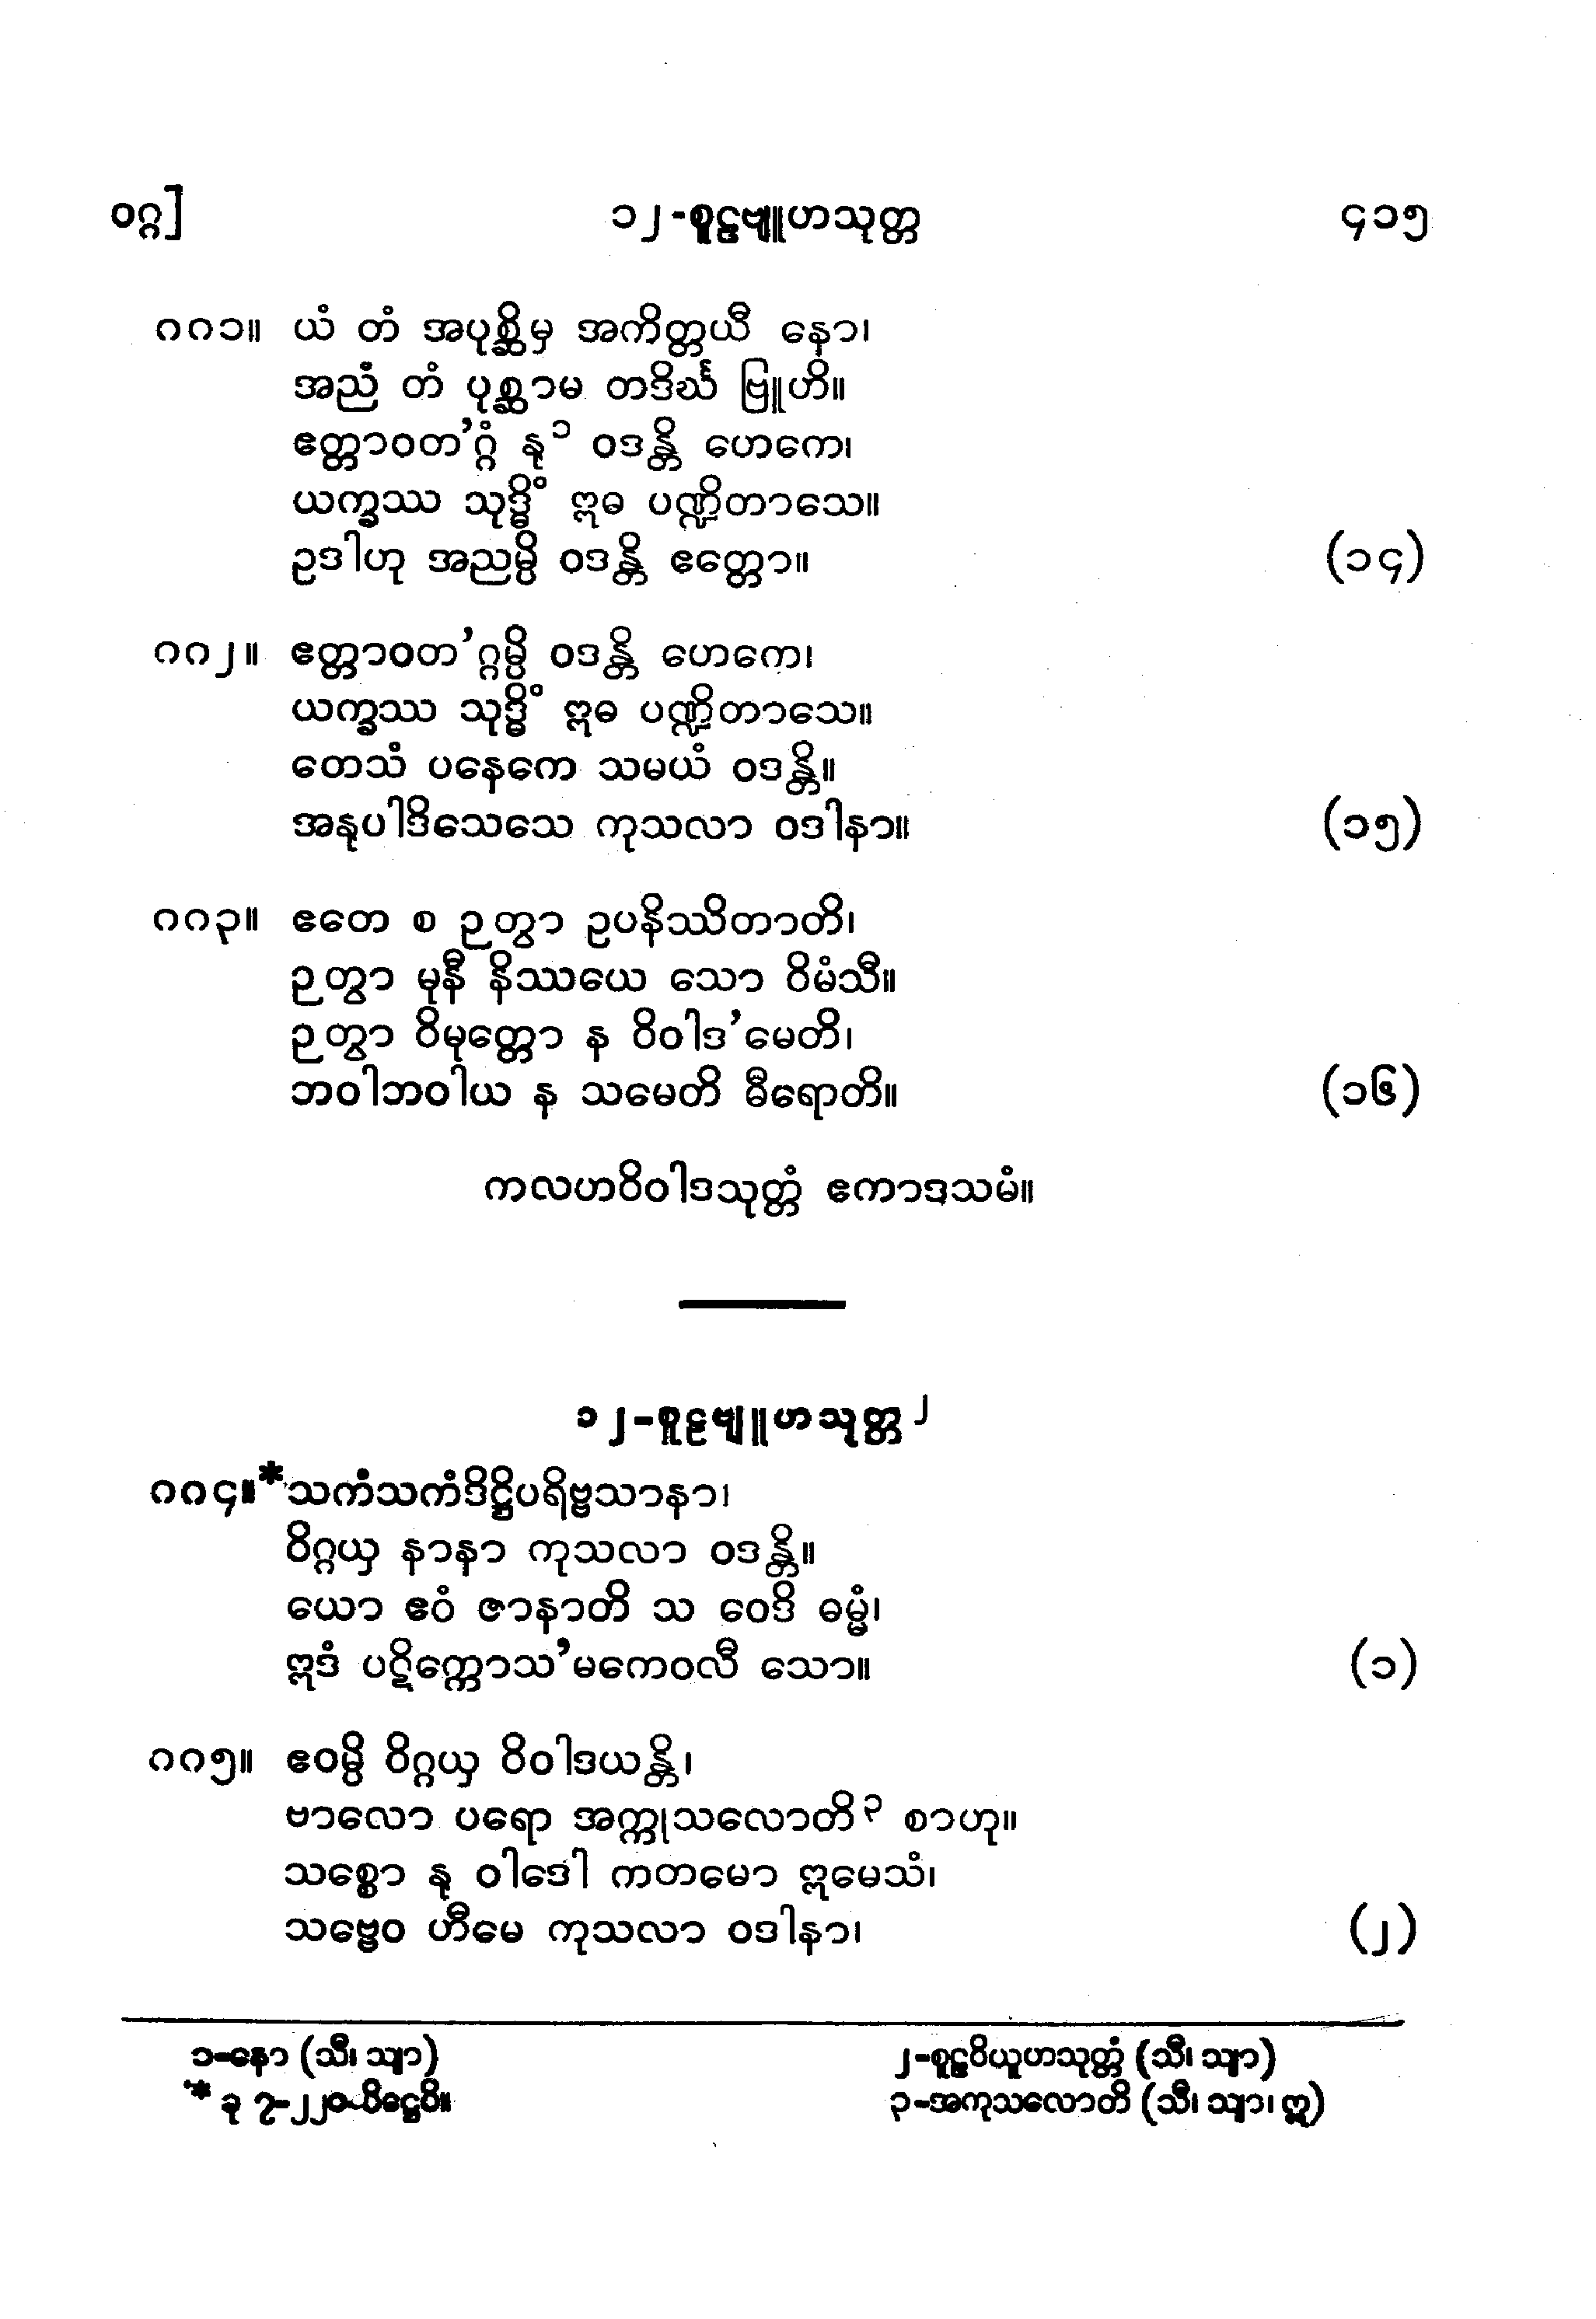 ဝဂ္ဂ]
၁၂-စူဠဗျူဟသုတ္တ
၄၁၅
၈၈၁။ ယံ တံ အပုစ္ဆိမှ အကိတ္တယီ နော၊
အညံ တံ ပုစ္ဆာမ တဒိင်္ဃ ဗြူဟိ။
ဧတ္တာဝတ’ဂ္ဂံ နု၁ ဝဒန္တိ ဟေကေ၊
ယက္ခဿ သုဒ္ဓိံ ဣဓ ပဏ္ဍိတာသေ။
ဥဒါဟု အညမ္ပိ ဝဒန္တိ ဧတ္တော။ (၁၄)
၈၈၂။ ဧတ္တာဝတ’ဂ္ဂမ္ပိ ဝဒန္တိ ဟေကေ၊
ယက္ခဿ သုဒ္ဓိံ ဣဓ ပဏ္ဍိတာသေ။
တေသံ ပနေကေ သမယံ ဝဒန္တိ။
အနုပါဒိသေသေ ကုသလာ ဝဒါနာ။ (၁၅)
၈၈၃။ ဧတေ စ ဉတွာ ဥပနိဿိတာတိ၊
ဉတွာ မုနီ နိဿယေ သော ဝိမံသီ။
ဉတွာ ဝိမုတ္တော န ဝိဝါဒ’မေတိ၊
ဘဝါဘဝါယ န သမေတိ ဓီရောတိ။ (၁၆)
ကလဟဝိဝါဒသုတ္တံ ဧကာဒသမံ။
၁၂-စူဠဗျူဟသုတ္တ၂
၈၈၄။*သကံသကံဒိဋ္ဌိပရိဗ္ဗသာနာ၊
ဝိဂ္ဂယှ နာနာ ကုသလာ ဝဒန္တိ။
ယော ဧဝံ ဇာနာတိ သ ဝေဒိ ဓမ္မံ၊
ဣဒံ ပဋိက္ကောသ’မကေဝလီ သော။ (၁)
၈၈၅။ ဧဝမ္ပိ ဝိဂ္ဂယှ ဝိဝါဒယန္တိ၊
ဗာလော ပရော အက္ကုသလောတိ၃ စာဟု။
သစ္စော နု ဝါဒေါ ကတမော ဣမေသံ၊
သဗ္ဗေဝ ဟီမေ ကုသလာ ဝဒါနာ၊ (၂)
၁-နော (သီ၊ သျာ)
၂-စူဠဝိယူဟသုတ္တံ (သီ၊ သျာ)
* ခု ၇-၂၂၀-ပိဋ္ဌေပိ။
၃-အကုသလောတိ (သီ၊ သျာ၊ ဣ)